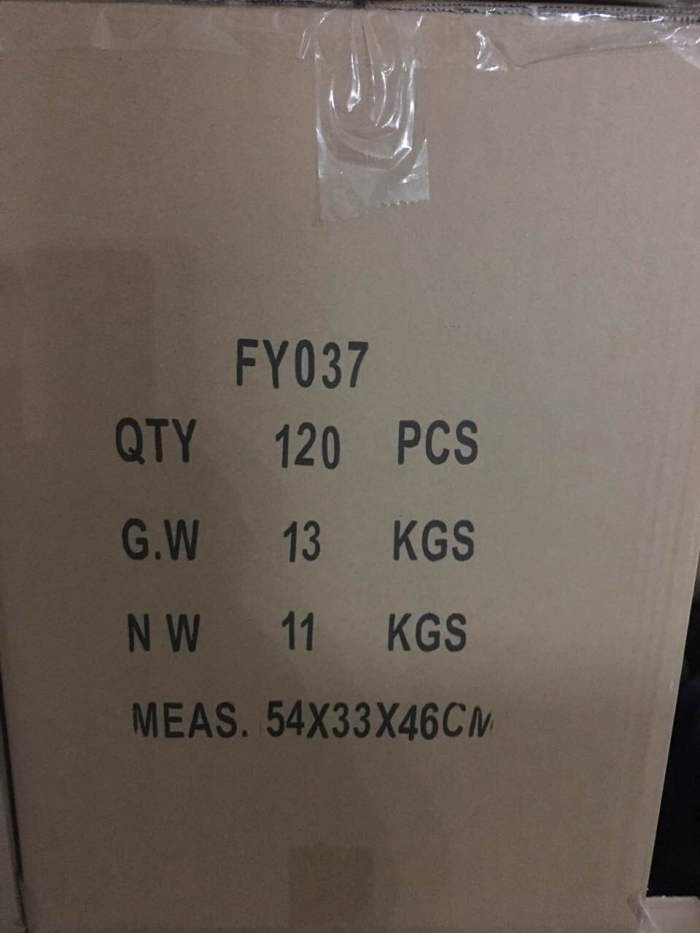 FY037
QTY 120 PCS
G.W 13 KGS
N W 11 KGS
MEAS. 54X33X46CM